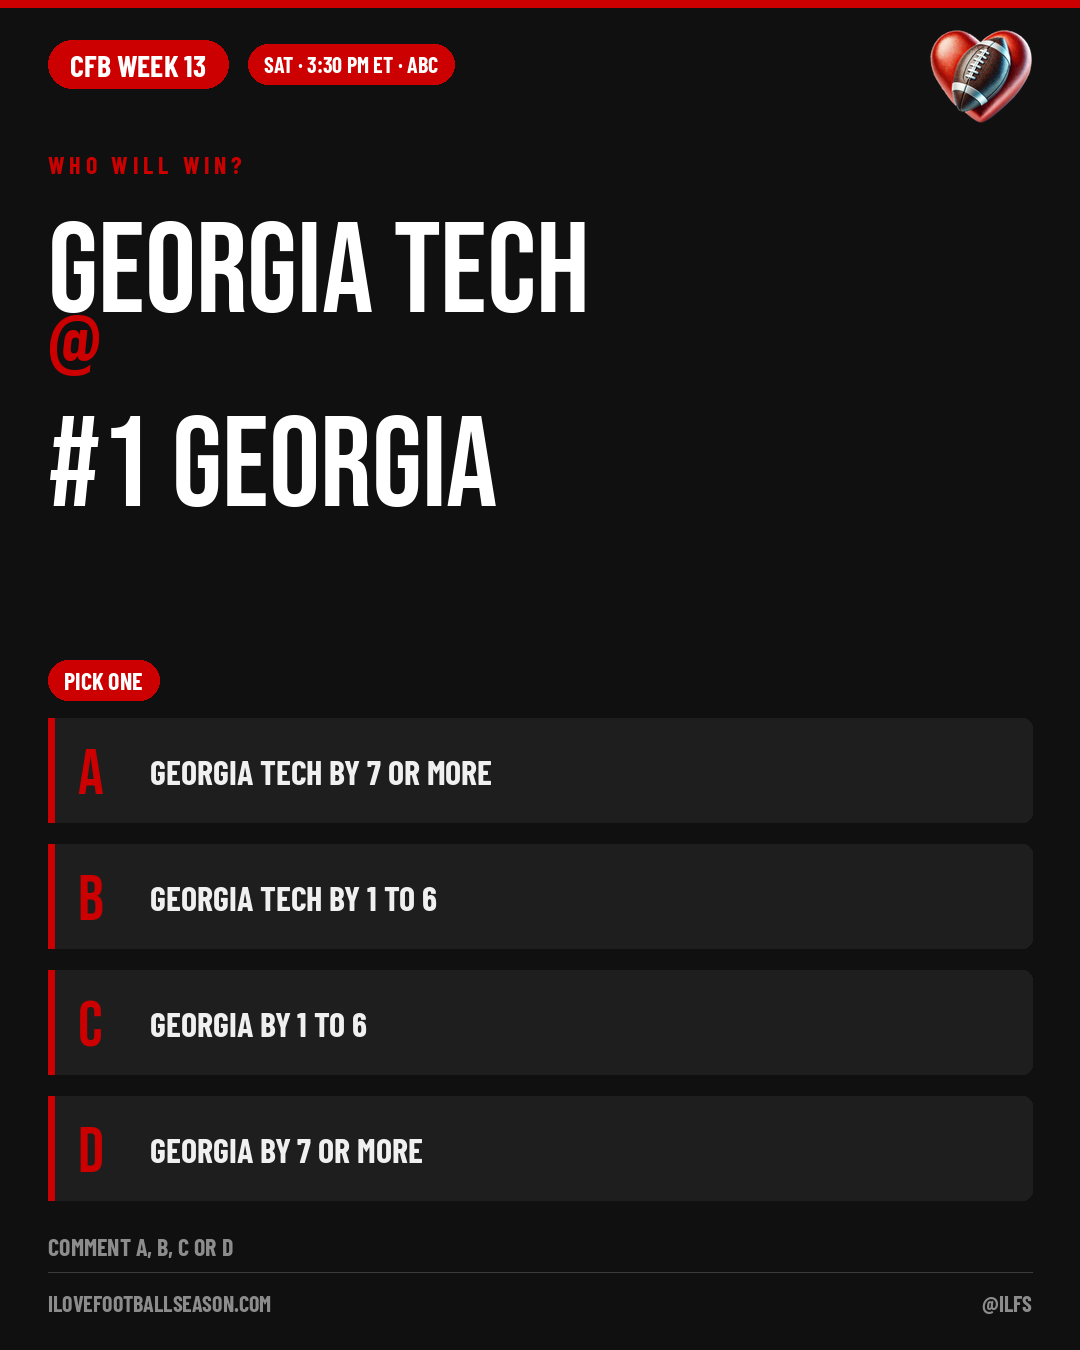 CFB WEEK 13
SAT · 3:30 PM ET · ABC
WHO WILL WIN?
GEORGIA TECH
@
#1 GEORGIA
PICK ONE
A GEORGIA TECH BY 7 OR MORE
B GEORGIA TECH BY 1 TO 6
C GEORGIA BY 1 TO 6
D GEORGIA BY 7 OR MORE
COMMENT A, B, C OR D
ILOVEFOOTBALLSEASON.COM
@ILFS